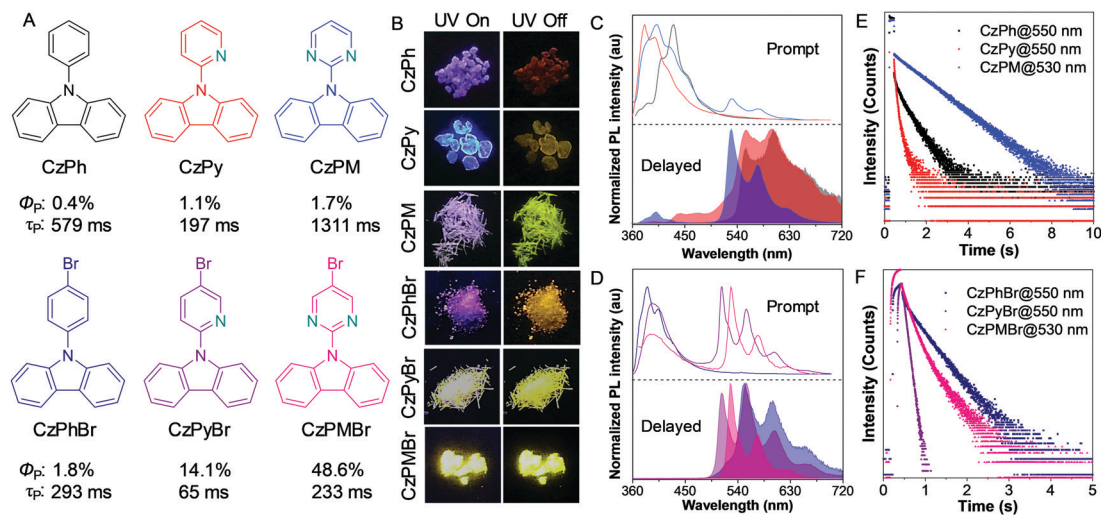 A
N
N
N
N
N
N
CzPh
CzPy
CzPM
Φp: 0.4%
1.1%
1.7%
τp: 579 ms
197 ms
1311 ms
Br
Br
Br
N
N
N
N
N
N
CzPhBr
CzPyBr
CzPMBr
Φp: 1.8%
14.1%
48.6%
τp: 293 ms
65 ms
233 ms
B
UV On
UV Off
CzPh
CzPy
CzPM
CzPhBr
CzPyBr
CzPMBr
C
Normalized PL intensity (au)
Prompt
Delayed
360 450 540 630 720
Wavelength (nm)
D
Normalized PL intensity (au)
Prompt
Delayed
360 450 540 630 720
Wavelength (nm)
E
Intensity (Counts)
CzPh@550 nm
CzPy@550 nm
CzPM@530 nm
0 2 4 6 8 10
Time (s)
F
Intensity (Counts)
CzPhBr@550 nm
CzPyBr@550 nm
CzPMBr@530 nm
0 1 2 3 4 5
Time (s)